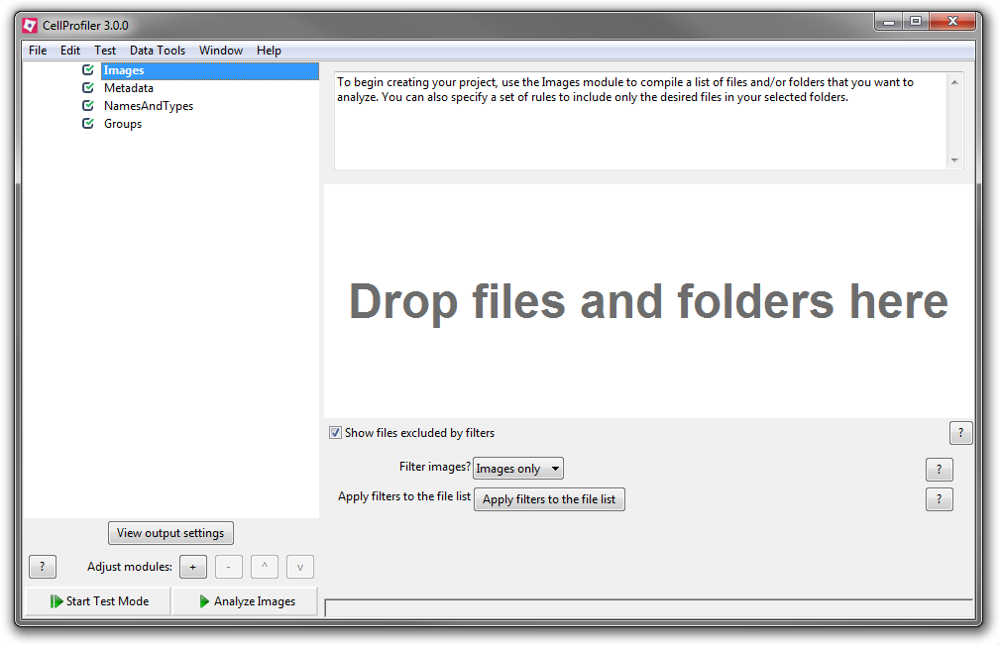 CellProfiler 3.0.0
File Edit Test Data Tools Window Help
Images
Metadata
NamesAndTypes
Groups
To begin creating your project, use the Images module to compile a list of files and/or folders that you want to
analyze. You can also specify a set of rules to include only the desired files in your selected folders.
Drop files and folders here
Show files excluded by filters ?
Filter images? Images only ?
Apply filters to the file list Apply filters to the file list ?
View output settings
? Adjust modules: + - ^ v
Start Test Mode Analyze Images